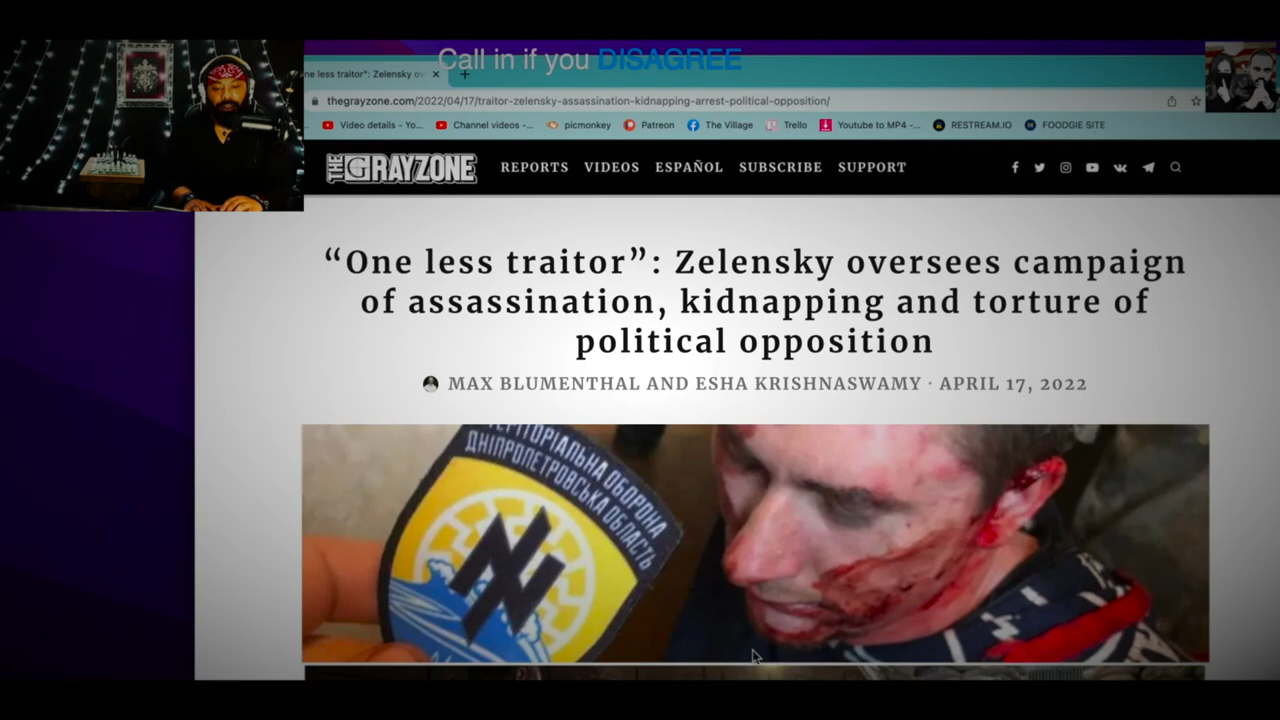 Call in if you DISAGREE
ne less traitor": Zelensky ov
thegrayzone.com/2022/04/17/traitor-zelensky-assassination-kidnapping-arrest-political-opposition/
Video details - Yo... Channel videos -... picmonkey Patreon The Village Trello Youtube to MP4 -... RESTREAM.IO FOODGIE SITE
THE GRAYZONE REPORTS VIDEOS ESPAÑOL SUBSCRIBE SUPPORT
“One less traitor”: Zelensky oversees campaign
of assassination, kidnapping and torture of
political opposition
MAX BLUMENTHAL AND ESHA KRISHNASWAMY · APRIL 17, 2022
ТЕРИТОРІАЛЬНА ОБОРОНА
ДНІПРОПЕТРОВСЬКА ОБЛАСТЬ